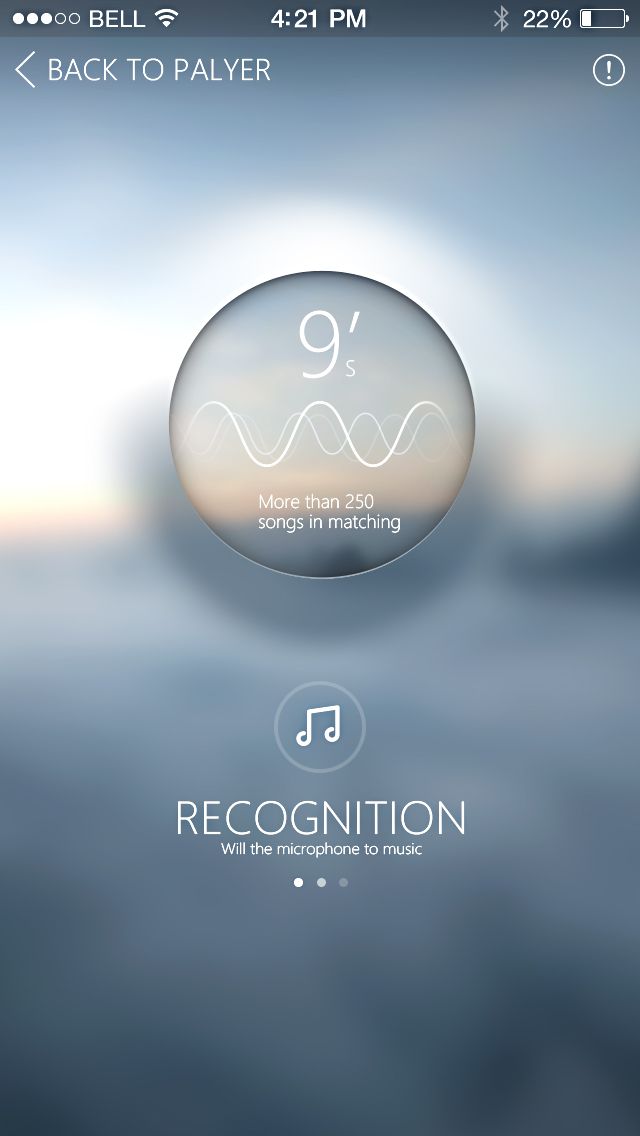 BELL 4:21 PM 22%
BACK TO PALYER
9′s
More than 250
songs in matching
RECOGNITION
Will the microphone to music